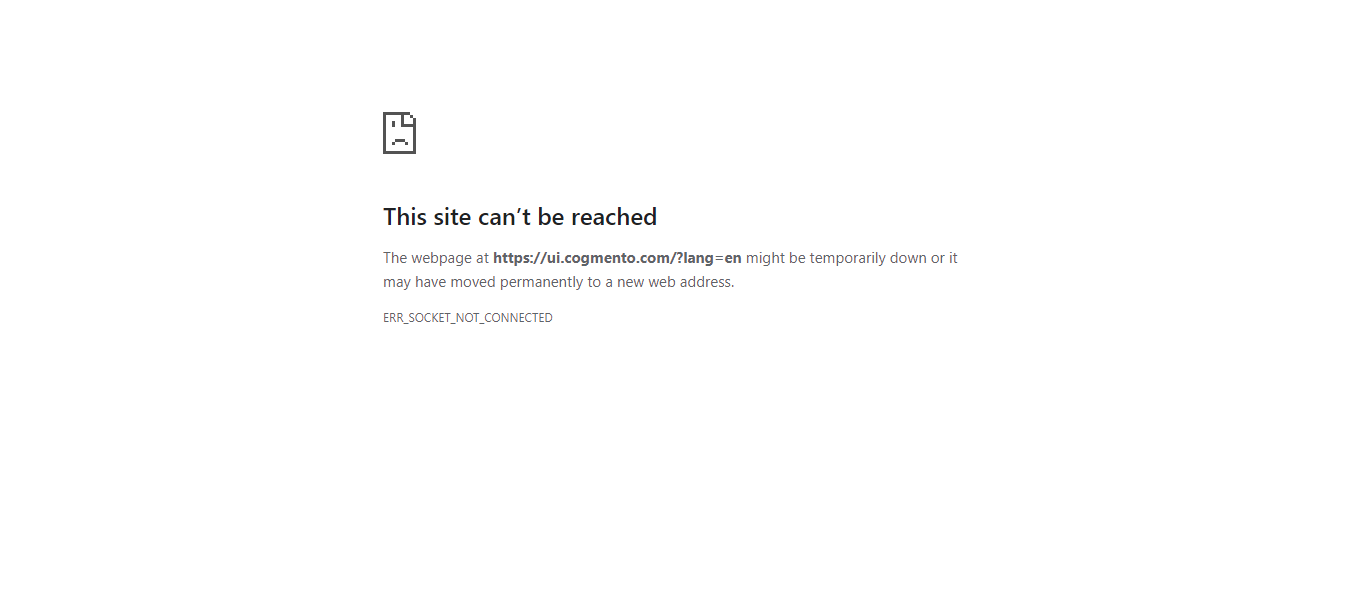 This site can’t be reached
The webpage at https://ui.cogmento.com/?lang=en might be temporarily down or it
may have moved permanently to a new web address.
ERR_SOCKET_NOT_CONNECTED